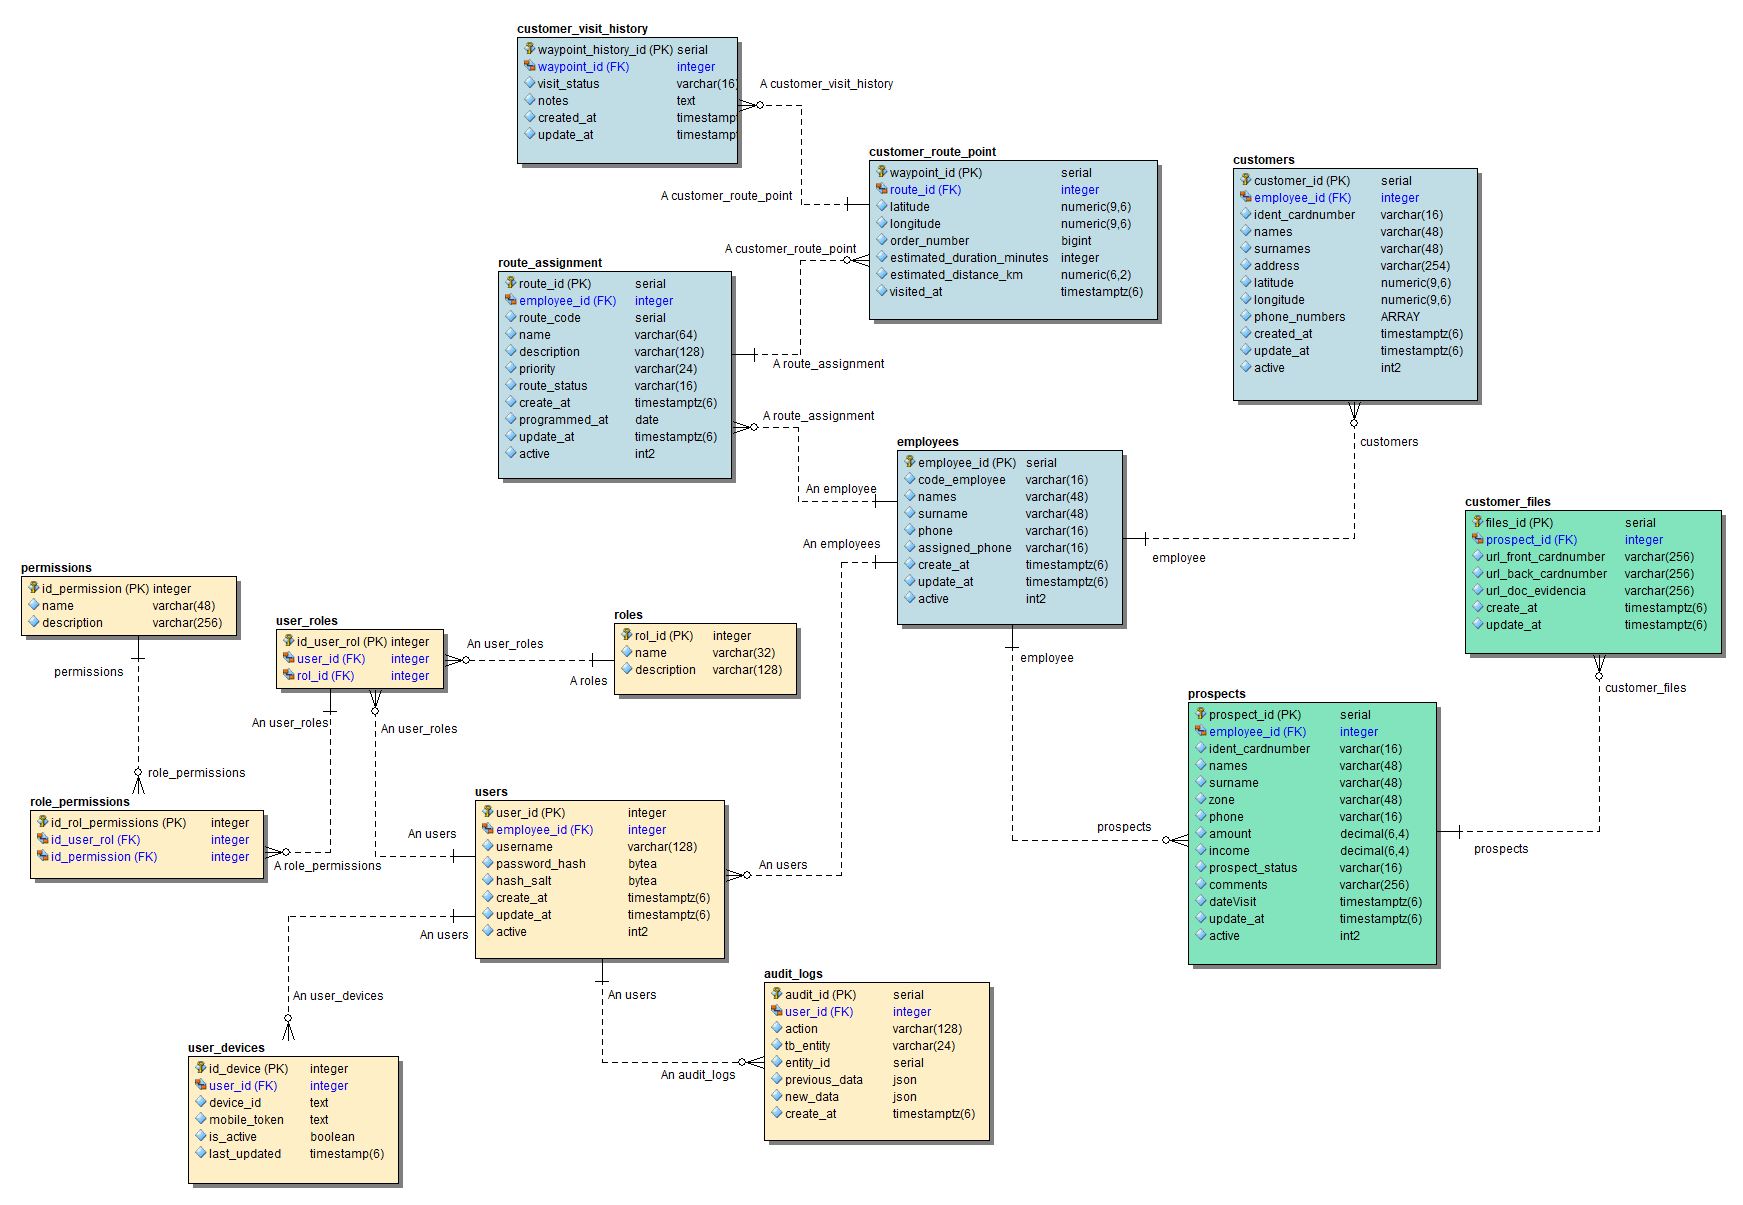 customer_visit_history
waypoint_history_id (PK) serial
waypoint_id (FK) integer
visit_status varchar(16)
notes text
created_at timestamp
update_at timestamp
A customer_visit_history
A customer_route_point
customer_route_point
waypoint_id (PK) serial
route_id (FK) integer
latitude numeric(9,6)
longitude numeric(9,6)
order_number bigint
estimated_duration_minutes integer
estimated_distance_km numeric(6,2)
visited_at timestamptz(6)
customers
customer_id (PK) serial
employee_id (FK) integer
ident_cardnumber varchar(16)
names varchar(48)
surnames varchar(48)
address varchar(254)
latitude numeric(9,6)
longitude numeric(9,6)
phone_numbers ARRAY
created_at timestamptz(6)
update_at timestamptz(6)
active int2
A customer_route_point
route_assignment
route_id (PK) serial
employee_id (FK) integer
route_code serial
name varchar(64)
description varchar(128)
priority varchar(24)
route_status varchar(16)
create_at timestamptz(6)
programmed_at date
update_at timestamptz(6)
active int2
A route_assignment
A route_assignment
customers
employees
employee_id (PK) serial
code_employee varchar(16)
names varchar(48)
surname varchar(48)
phone varchar(16)
assigned_phone varchar(16)
create_at timestamptz(6)
update_at timestamptz(6)
active int2
An employee
An employees
employee
employee
customer_files
files_id (PK) serial
prospect_id (FK) integer
url_front_cardnumber varchar(256)
url_back_cardnumber varchar(256)
url_doc_evidencia varchar(256)
create_at timestamptz(6)
update_at timestamptz(6)
customer_files
permissions
id_permission (PK) integer
name varchar(48)
description varchar(256)
permissions
user_roles
id_user_rol (PK) integer
user_id (FK) integer
rol_id (FK) integer
An user_roles
A roles
roles
rol_id (PK) integer
name varchar(32)
description varchar(128)
An user_roles
An user_roles
role_permissions
role_permissions
id_rol_permissions (PK) integer
id_user_rol (FK) integer
id_permission (FK) integer
A role_permissions
prospects
prospect_id (PK) serial
employee_id (FK) integer
ident_cardnumber varchar(16)
names varchar(48)
surname varchar(48)
zone varchar(48)
phone varchar(16)
amount decimal(6,4)
income decimal(6,4)
prospect_status varchar(16)
comments varchar(256)
dateVisit timestamptz(6)
update_at timestamptz(6)
active int2
prospects
prospects
users
user_id (PK) integer
employee_id (FK) integer
username varchar(128)
password_hash bytea
hash_salt bytea
create_at timestamptz(6)
update_at timestamptz(6)
active int2
An users
An users
An users
An users
An user_devices
user_devices
id_device (PK) integer
user_id (FK) integer
device_id text
mobile_token text
is_active boolean
last_updated timestamp(6)
audit_logs
audit_id (PK) serial
user_id (FK) integer
action varchar(128)
tb_entity varchar(24)
entity_id serial
previous_data json
new_data json
create_at timestamptz(6)
An audit_logs